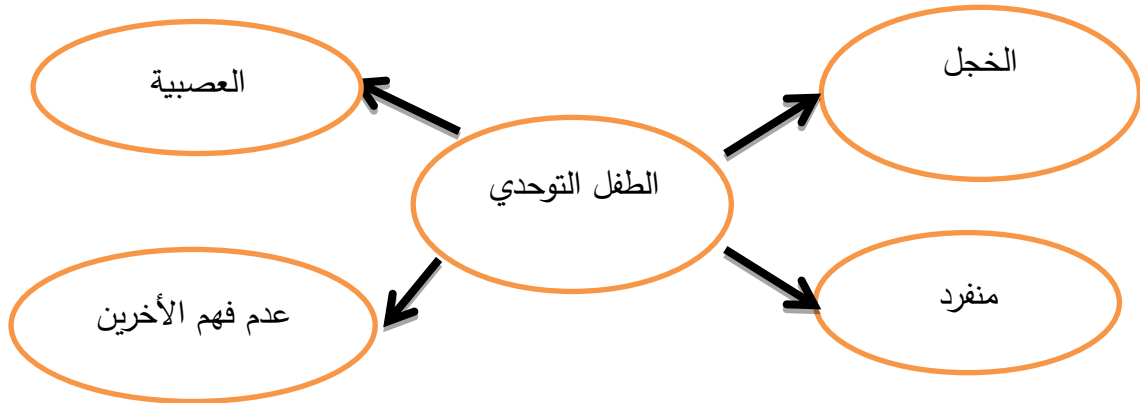 الخجل
العصبية
الطفل التوحدي
منفرد
عدم فهم الأخرين